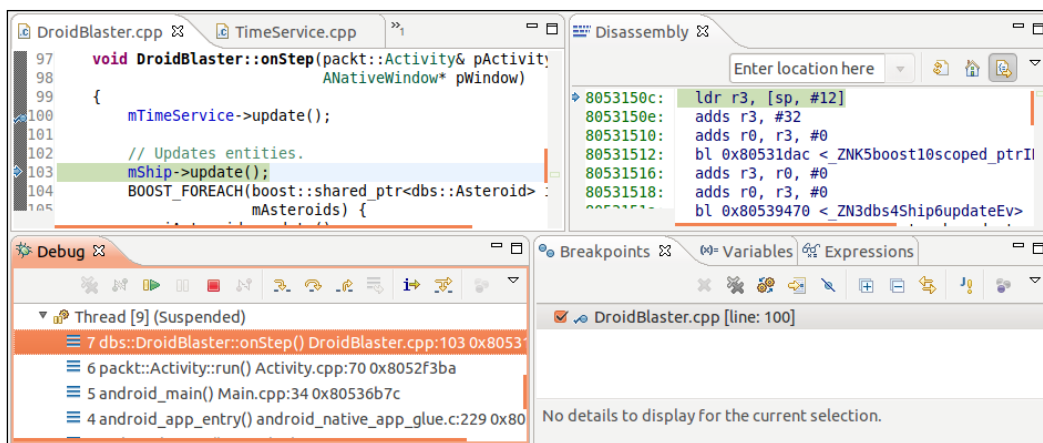 DroidBlaster.cpp
TimeService.cpp
»1
97 void DroidBlaster::onStep(packt::Activity& pActivity
98 ANativeWindow* pWindow)
99 {
100 mTimeService->update();
101
102 // Updates entities.
103 mShip->update();
104 BOOST_FOREACH(boost::shared_ptr<dbs::Asteroid>
105 mAsteroids) {
Disassembly
Enter location here
8053150c: ldr r3, [sp, #12]
8053150e: adds r3, #32
80531510: adds r0, r3, #0
80531512: bl 0x80531dac <_ZNK5boost10scoped_ptrI
80531516: adds r3, r0, #0
80531518: adds r0, r3, #0
bl 0x80539470 <_ZN3dbs4Ship6updateEv>
Debug
Thread [9] (Suspended)
7 dbs::DroidBlaster::onStep() DroidBlaster.cpp:103 0x80531
6 packt::Activity::run() Activity.cpp:70 0x8052f3ba
5 android_main() Main.cpp:34 0x80536b7c
4 android_app_entry() android_native_app_glue.c:229 0x80
Breakpoints
(x)= Variables
Expressions
DroidBlaster.cpp [line: 100]
No details to display for the current selection.